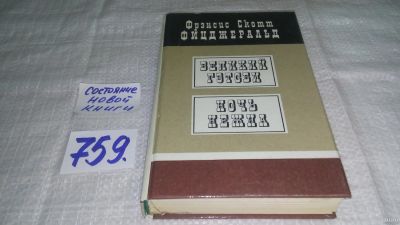 Фрэнсис Скотт
ФИЦДЖЕРАЛЬД
ВЕЛИКИЙ
ГЭТСБИ
НОЧЬ
НЕЖНА
состояние
новой
книги
759.